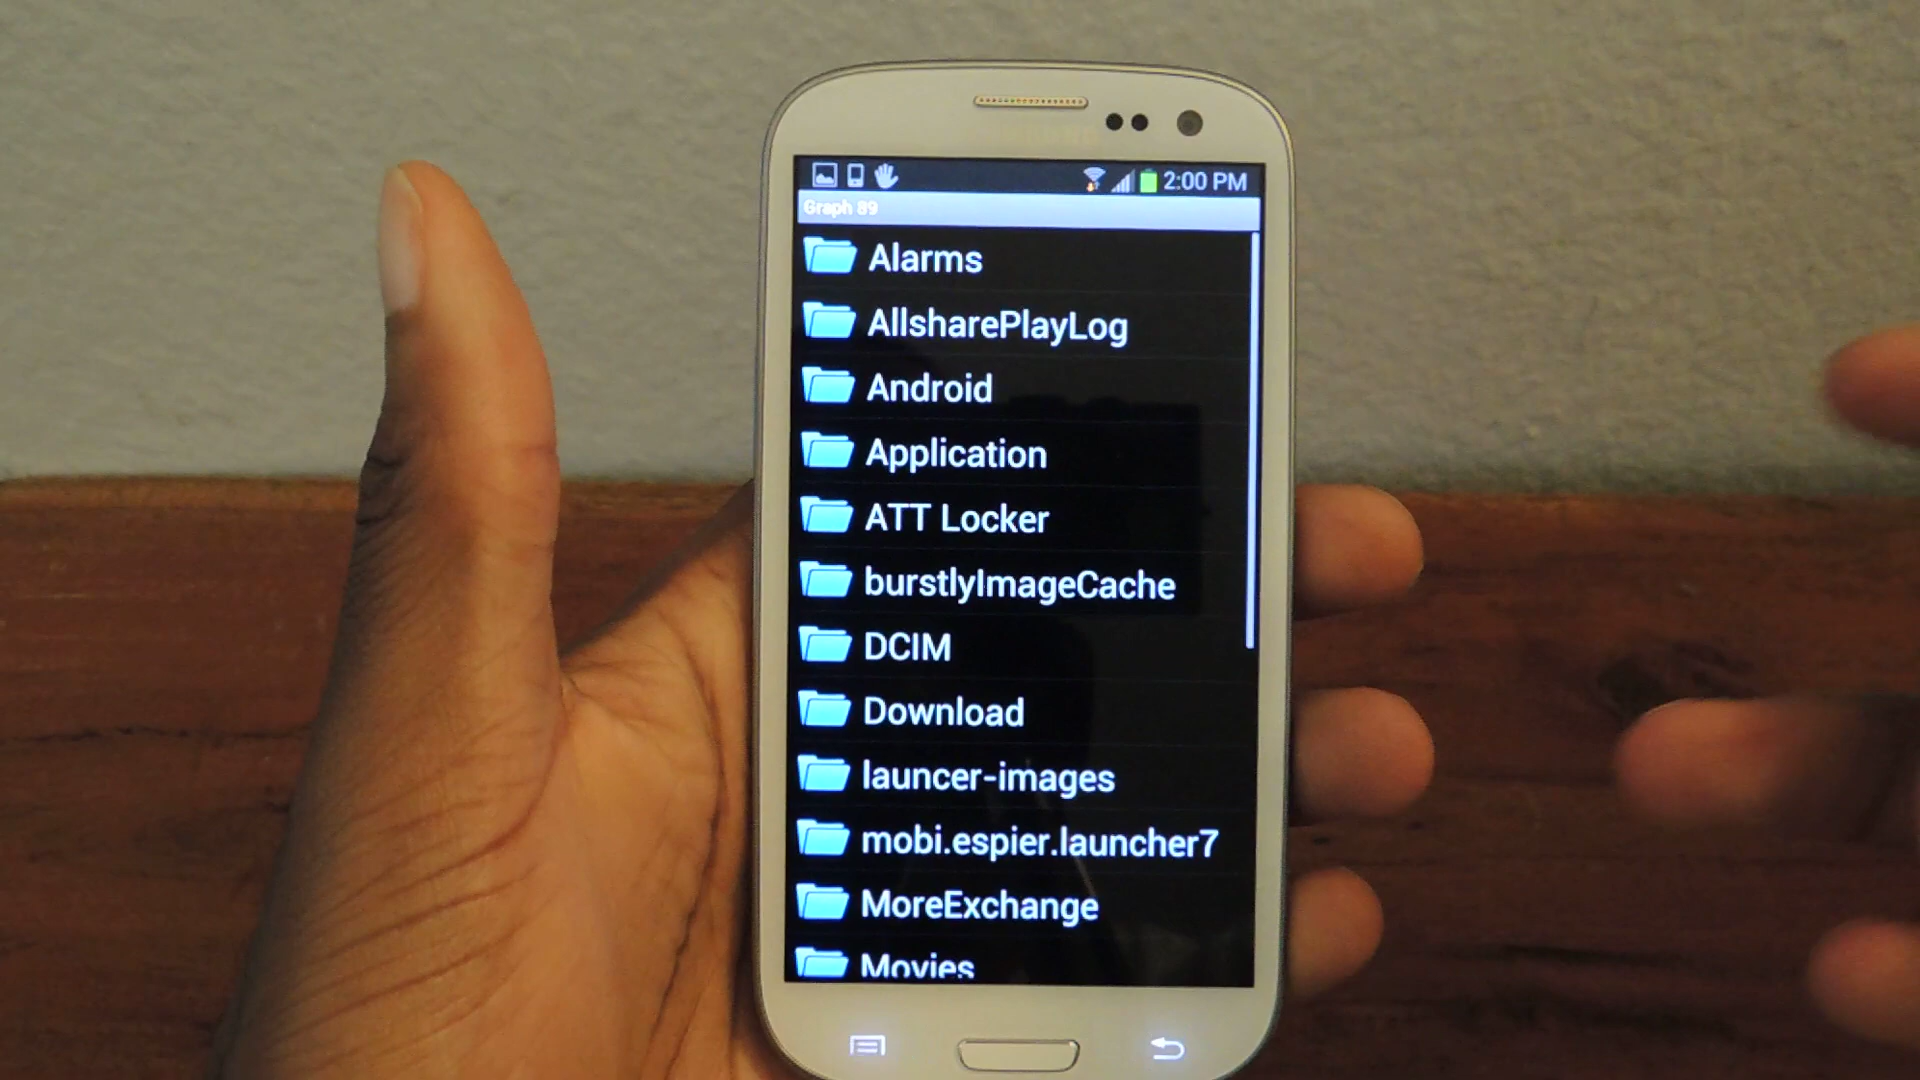 2:00 PM
Graph 89
Alarms
AllsharePlayLog
Android
Application
ATT Locker
burstlyImageCache
DCIM
Download
launcer-images
mobi.espier.launcher7
MoreExchange
Movies